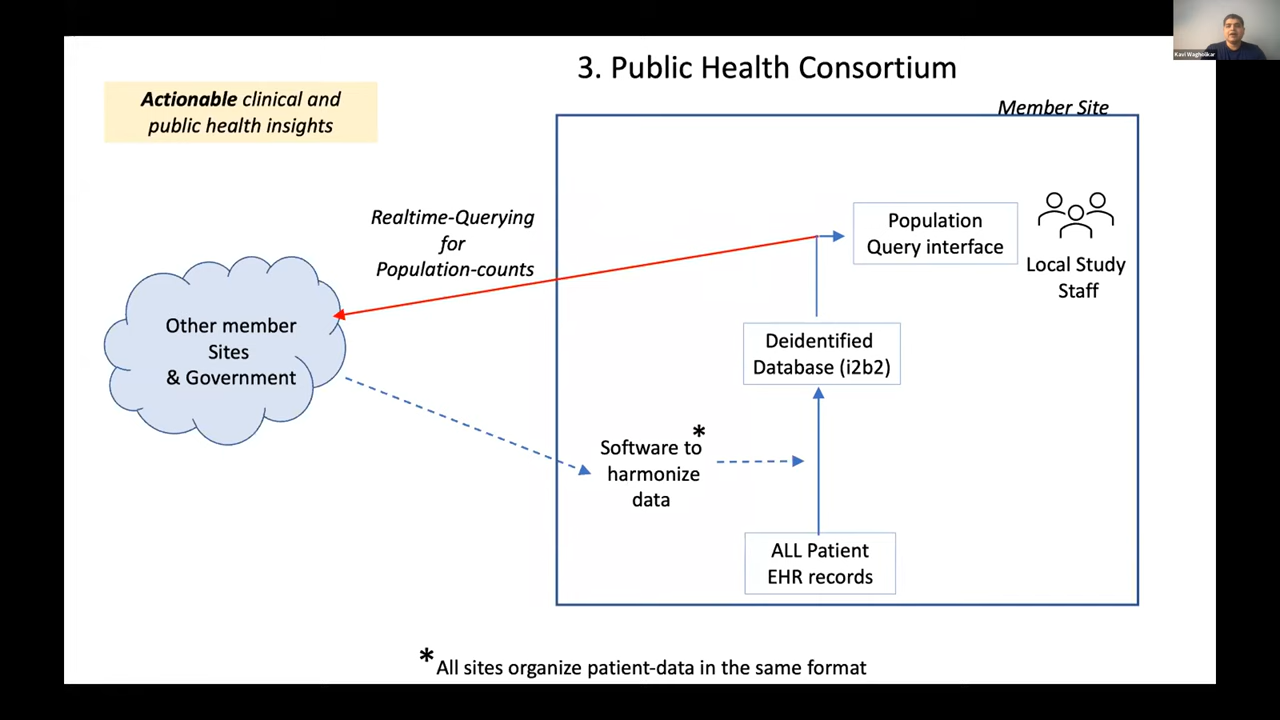 Kavi Wagholikar
3. Public Health Consortium
Actionable clinical and
public health insights
Member Site
Realtime-Querying
for
Population-counts
Population
Query interface
Local Study
Staff
Other member
Sites
& Government
Deidentified
Database (i2b2)
Software to*
harmonize
data
ALL Patient
EHR records
*All sites organize patient-data in the same format